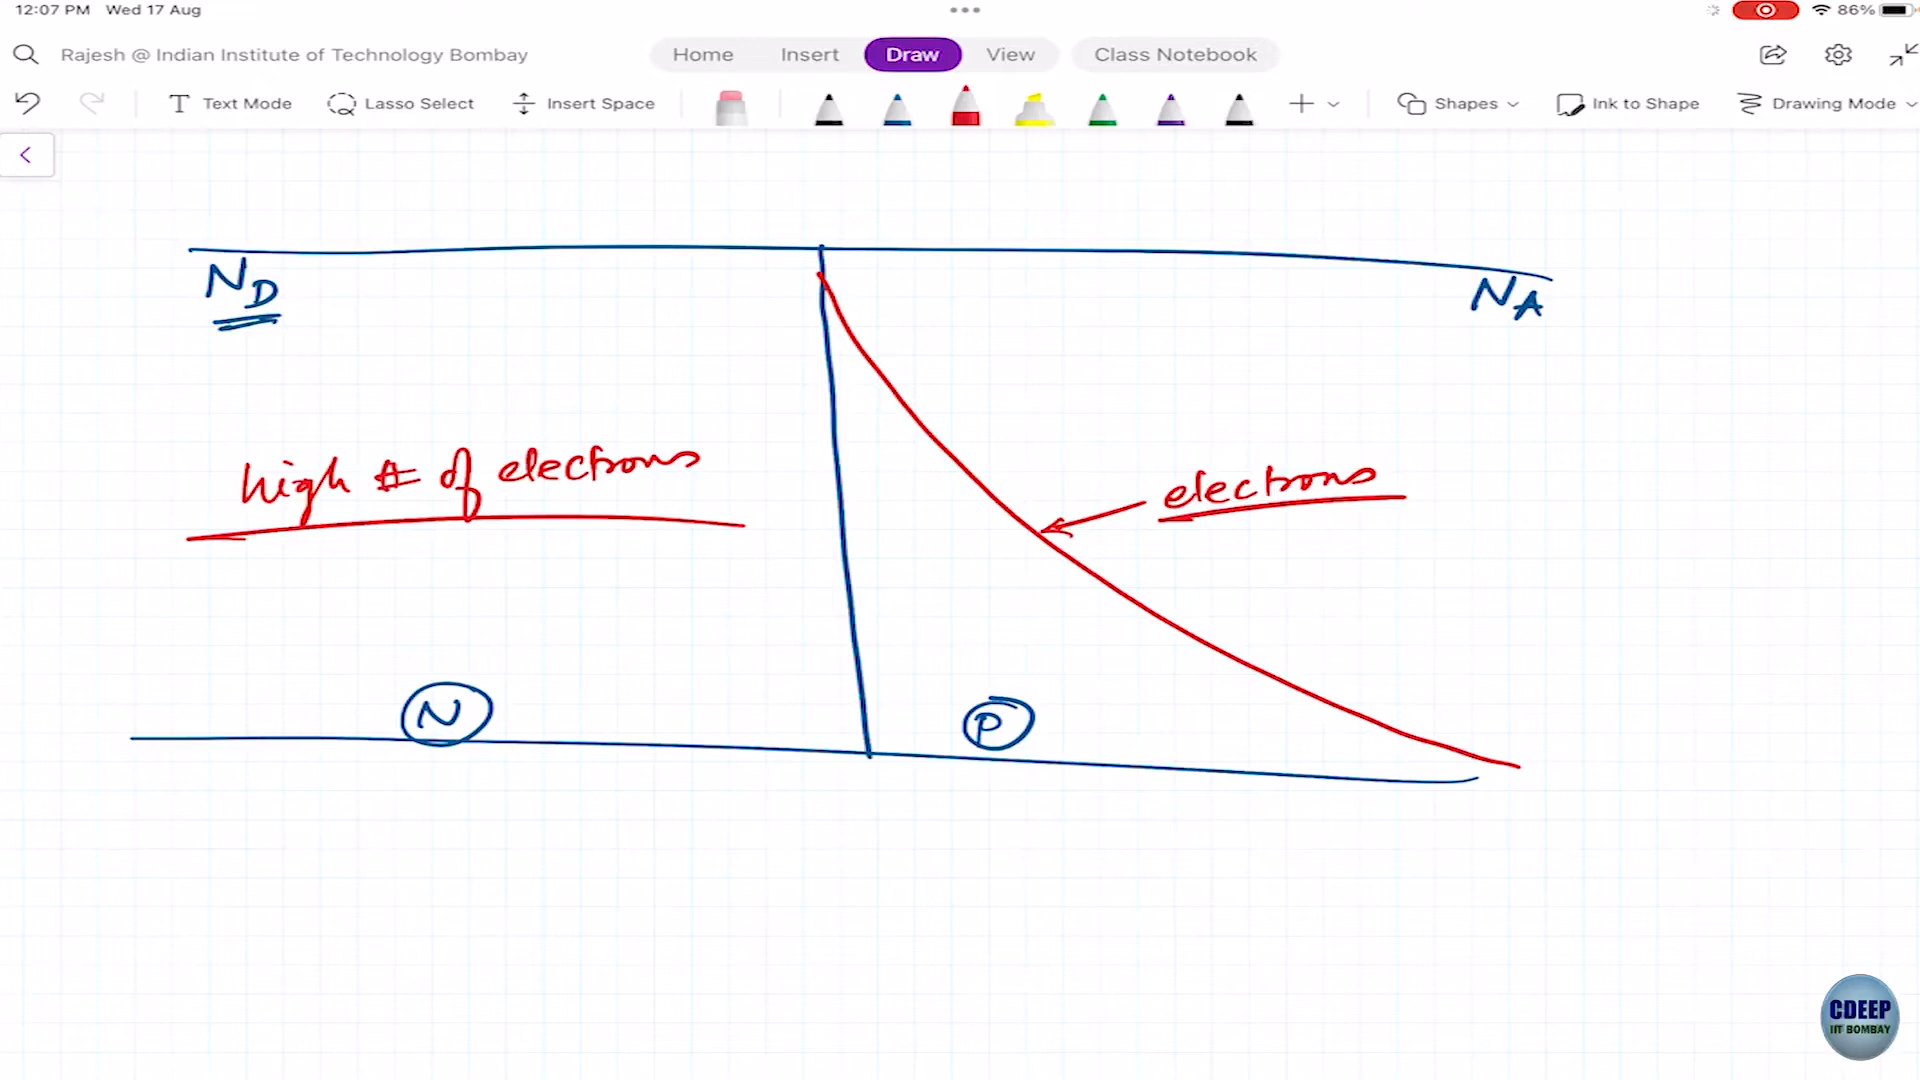 12:07 PM Wed 17 Aug
86%
Rajesh @ Indian Institute of Technology Bombay
Home Insert Draw View Class Notebook
Text Mode Lasso Select Insert Space Shapes Ink to Shape Drawing Mode
N_D
N_A
high # of electrons
electrons
N
P
CDEEP
IIT BOMBAY